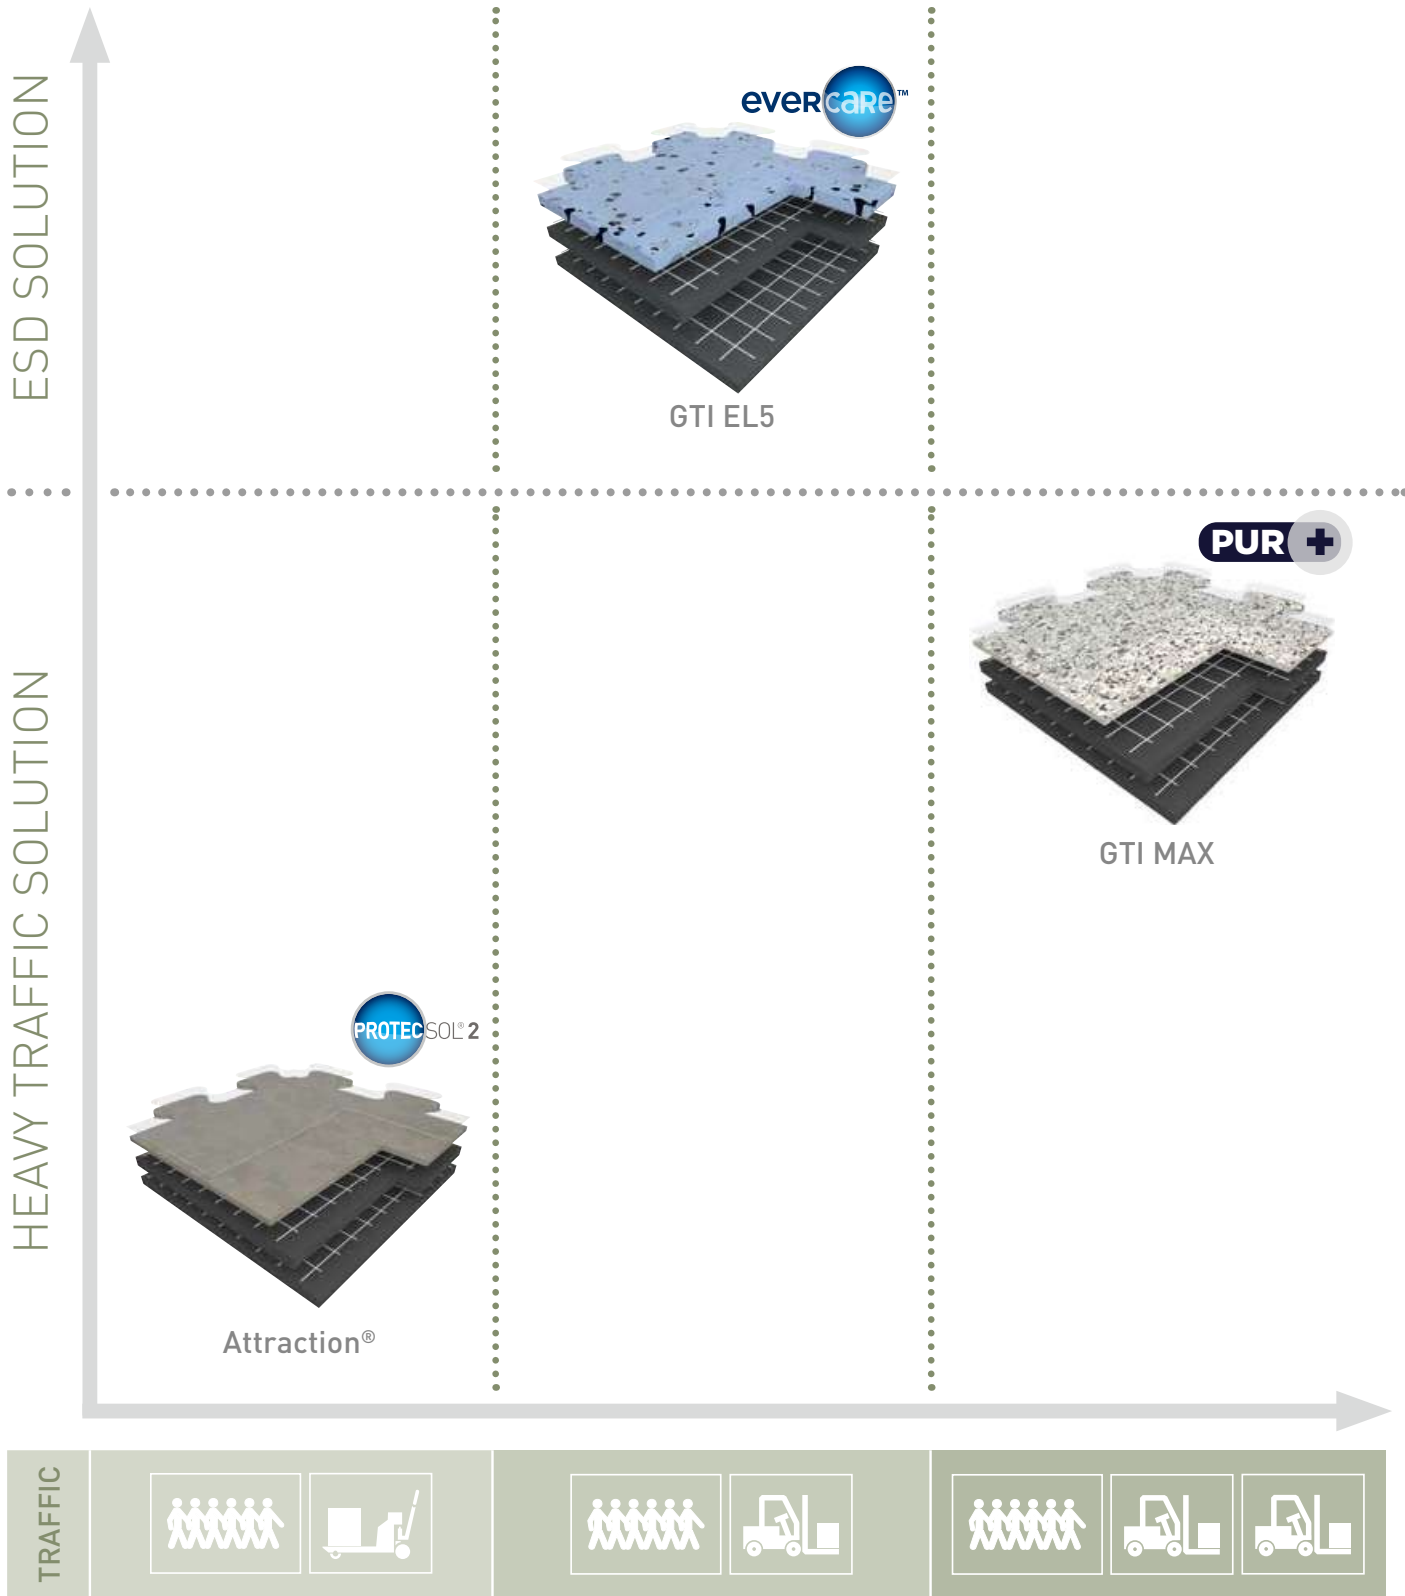 ESD SOLUTION
everCaRe™
GTI EL5
HEAVY TRAFFIC SOLUTION
PUR +
GTI MAX
PROTECSOL® 2
Attraction®
TRAFFIC